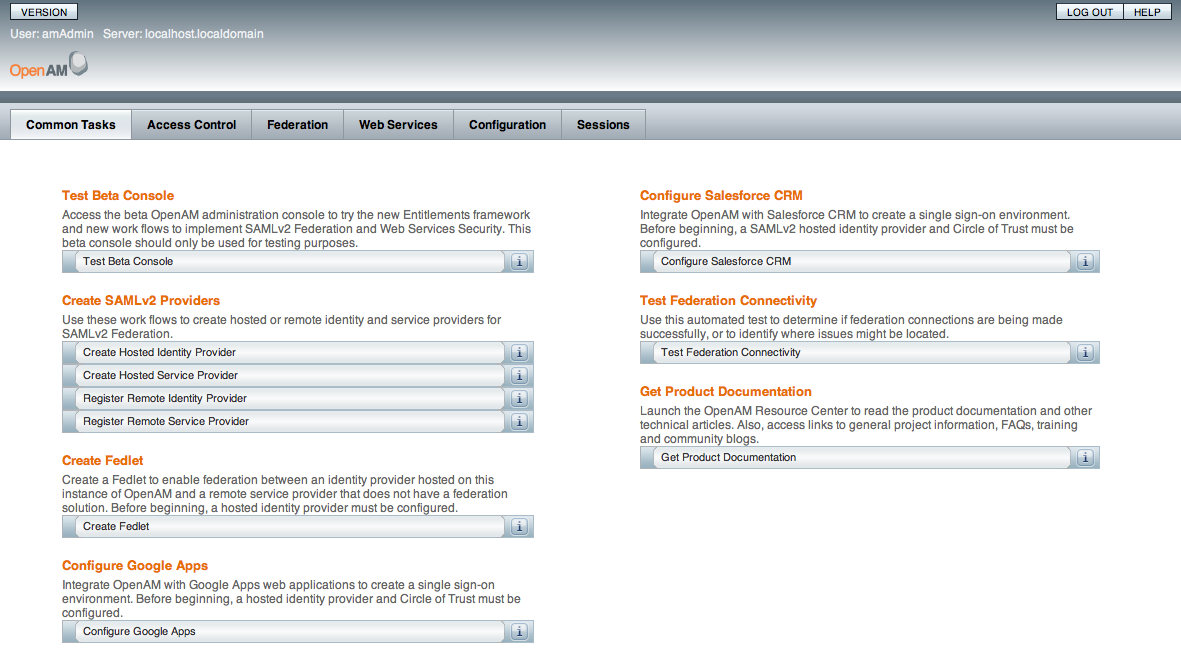 VERSION
LOG OUT HELP
User: amAdmin Server: localhost.localdomain
OpenAM
Common Tasks Access Control Federation Web Services Configuration Sessions
Test Beta Console
Access the beta OpenAM administration console to try the new Entitlements framework
and new work flows to implement SAMLv2 Federation and Web Services Security. This
beta console should only be used for testing purposes.
Test Beta Console
i
Create SAMLv2 Providers
Use these work flows to create hosted or remote identity and service providers for
SAMLv2 Federation.
Create Hosted Identity Provider
i
Create Hosted Service Provider
i
Register Remote Identity Provider
i
Register Remote Service Provider
i
Create Fedlet
Create a Fedlet to enable federation between an identity provider hosted on this
instance of OpenAM and a remote service provider that does not have a federation
solution. Before beginning, a hosted identity provider must be configured.
Create Fedlet
i
Configure Google Apps
Integrate OpenAM with Google Apps web applications to create a single sign-on
environment. Before beginning, a hosted identity provider and Circle of Trust must be
configured.
Configure Google Apps
i
Configure Salesforce CRM
Integrate OpenAM with Salesforce CRM to create a single sign-on environment.
Before beginning, a SAMLv2 hosted identity provider and Circle of Trust must be
configured.
Configure Salesforce CRM
i
Test Federation Connectivity
Use this automated test to determine if federation connections are being made
successfully, or to identify where issues might be located.
Test Federation Connectivity
i
Get Product Documentation
Launch the OpenAM Resource Center to read the product documentation and other
technical articles. Also, access links to general project information, FAQs, training
and community blogs.
Get Product Documentation
i